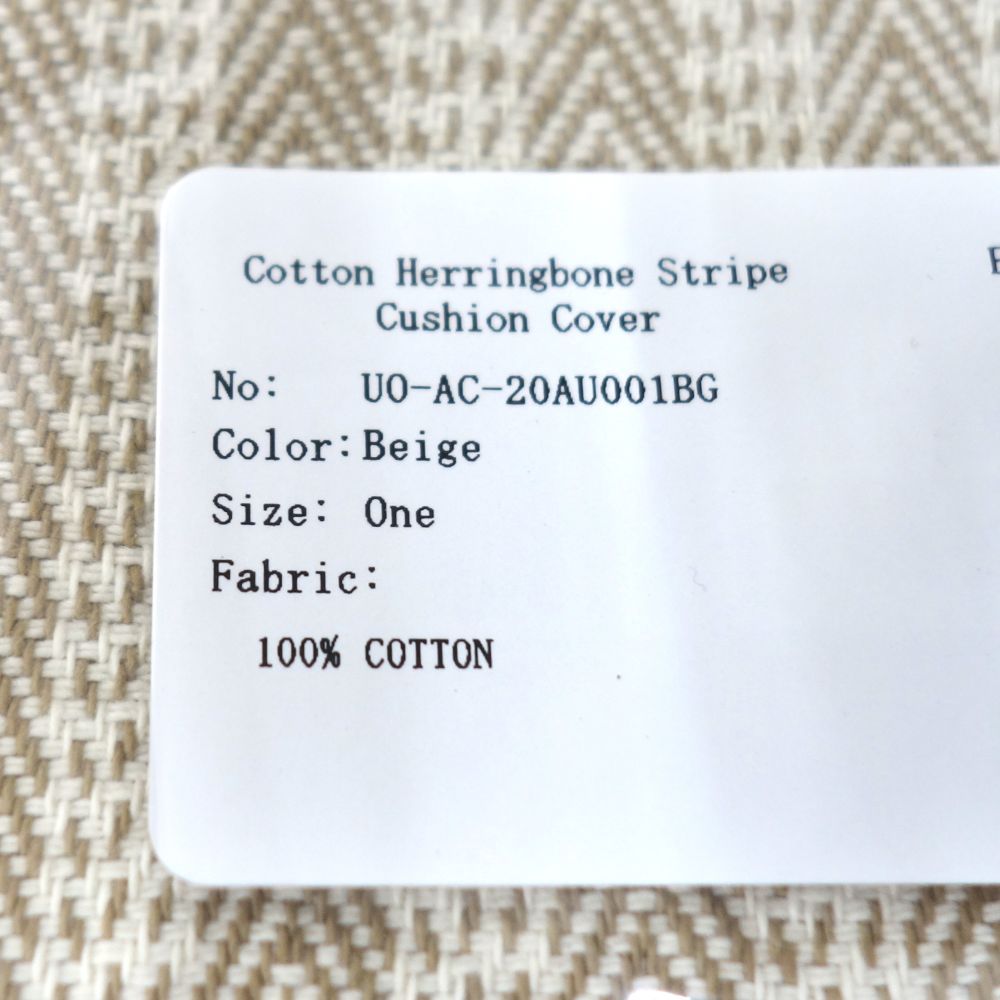 Cotton Herringbone Stripe
Cushion Cover
No: UO-AC-20AU001BG
Color: Beige
Size: One
Fabric:
100% COTTON